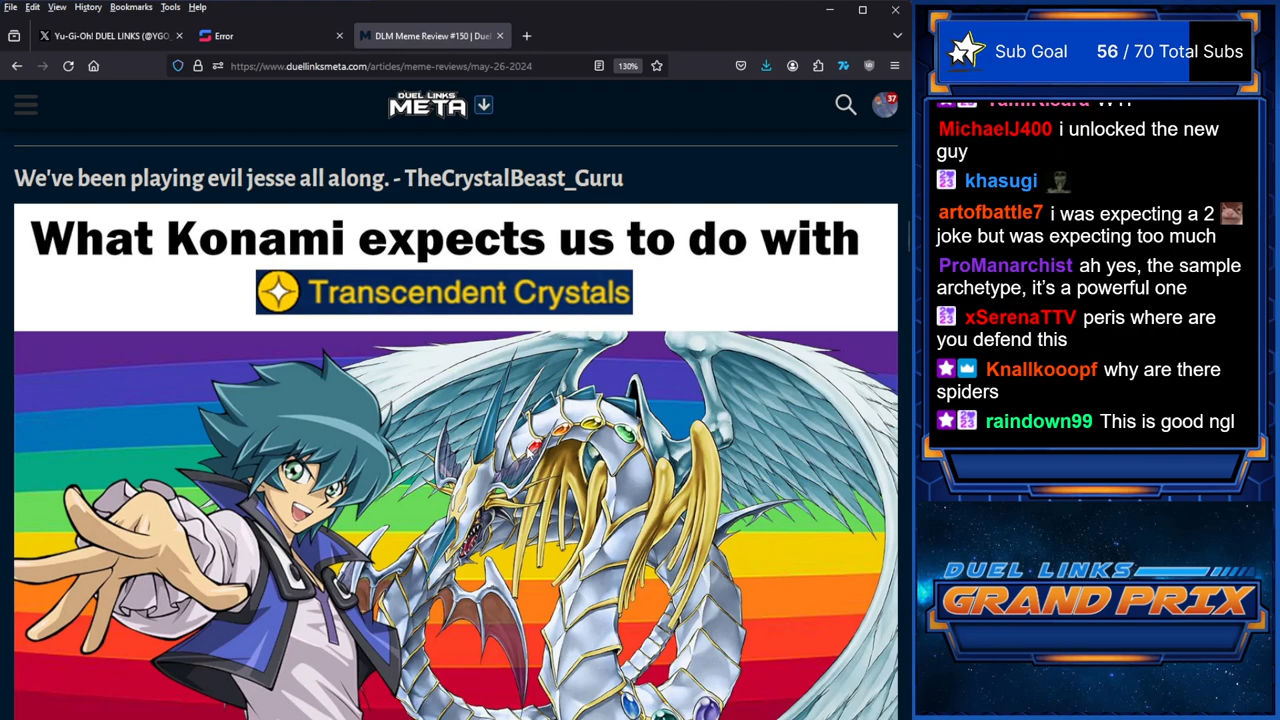 File Edit View History Bookmarks Tools Help
Yu-Gi-Oh! DUEL LINKS (@YGO_
Error
DLM Meme Review #150 | Duel
https://www.duellinksmeta.com/articles/meme-reviews/may-26-2024
130%
DUEL LINKS
META
37
We've been playing evil jesse all along. - TheCrystalBeast_Guru
What Konami expects us to do with
Transcendent Crystals
Sub Goal 56 / 70 Total Subs
MichaelJ400 i unlocked the new
guy
khasugi
artofbattle7 i was expecting a 2
joke but was expecting too much
ProManarchist ah yes, the sample
archetype, it's a powerful one
xSerenaTTV peris where are
you defend this
Knallkooopf why are there
spiders
raindown99 This is good ngl
DUEL LINKS
GRAND PRIX